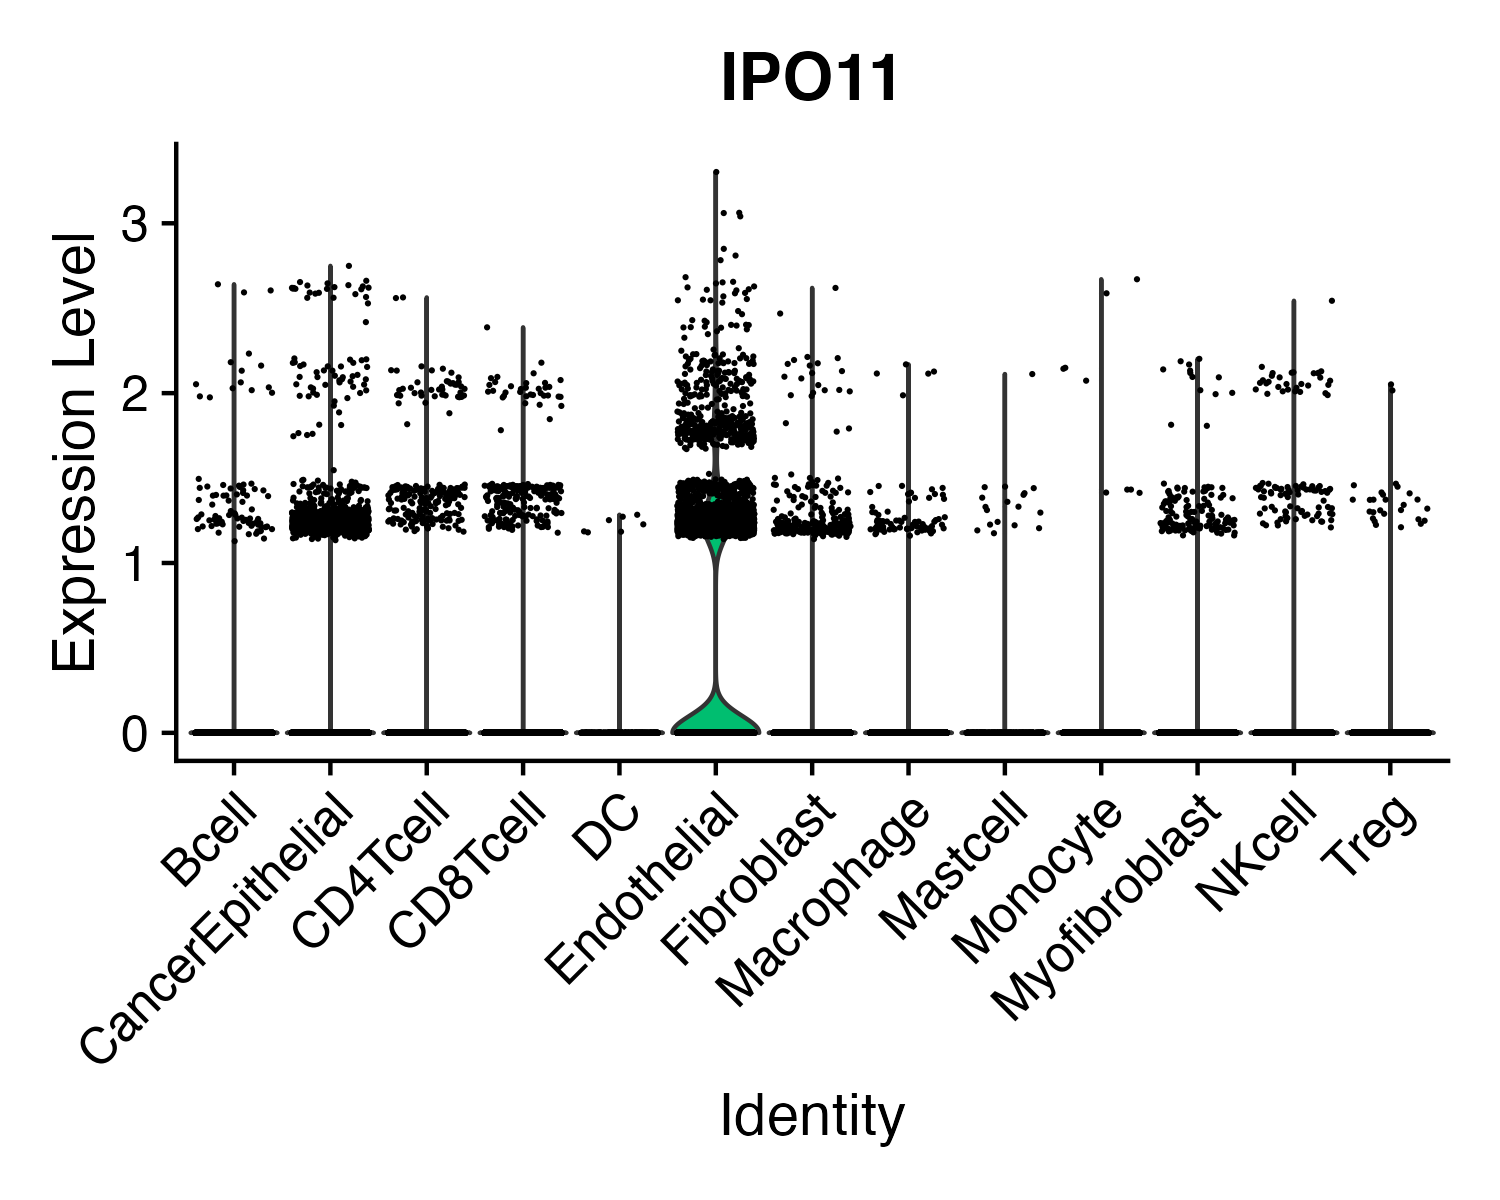 IPO11
Expression Level
3
2
1
0
Bcell
CancerEpithelial
CD4Tcell
CD8Tcell
DC
Endothelial
Fibroblast
Macrophage
Mastcell
Monocyte
Myofibroblast
NKcell
Treg
Identity